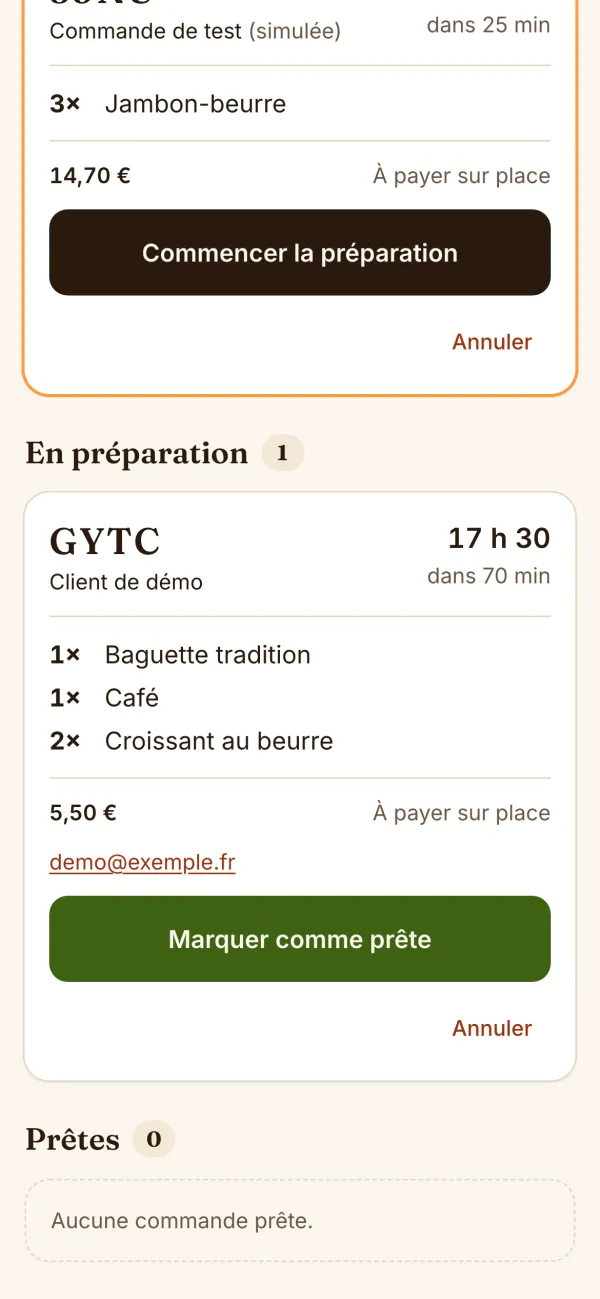 Commande de test (simulée)
dans 25 min
3× Jambon-beurre
14,70 €
À payer sur place
Commencer la préparation
Annuler
En préparation 1
GYTC
17 h 30
Client de démo
dans 70 min
1× Baguette tradition
1× Café
2× Croissant au beurre
5,50 €
À payer sur place
demo@exemple.fr
Marquer comme prête
Annuler
Prêtes 0
Aucune commande prête.